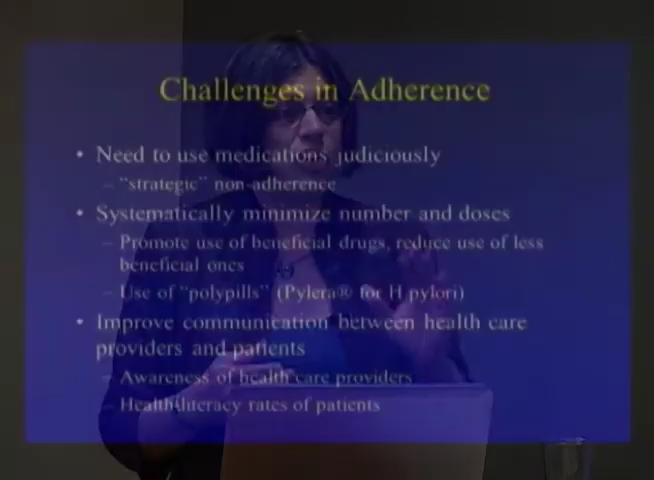 Challenges in Adherence
• Need to use medications judiciously
– "strategic" non-adherence
• Systematically minimize number and doses
– Promote use of beneficial drugs, reduce use of less
beneficial ones
– Use of "polypills" (Pylera® for H pylori)
• Improve communication between health care
providers and patients
– Awareness of health care providers
– Health literacy rates of patients